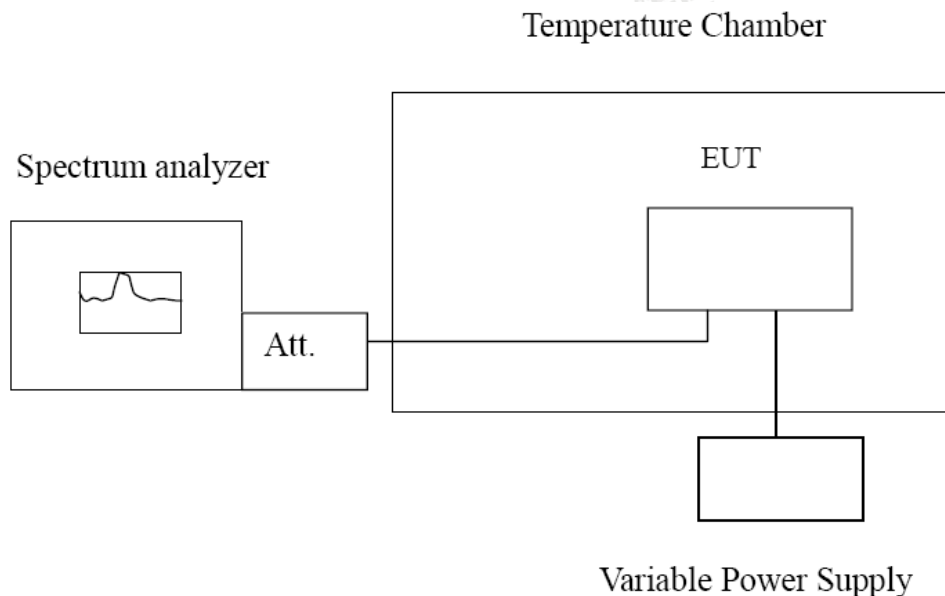 Temperature Chamber
Spectrum analyzer
EUT
Att.
Variable Power Supply